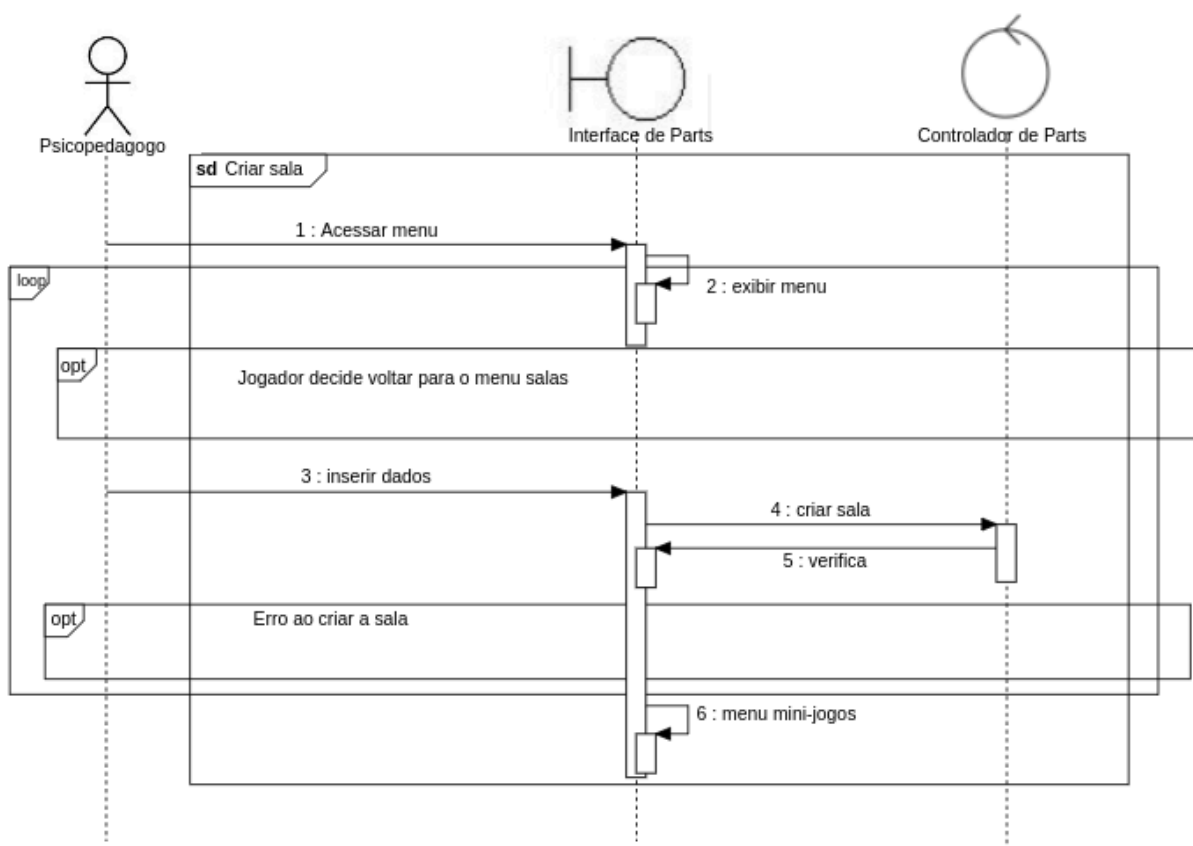 Psicopedagogo
Interface de Parts
Controlador de Parts
sd Criar sala
1 : Acessar menu
loop
2 : exibir menu
opt
Jogador decide voltar para o menu salas
3 : inserir dados
4 : criar sala
5 : verifica
opt
Erro ao criar a sala
6 : menu mini-jogos